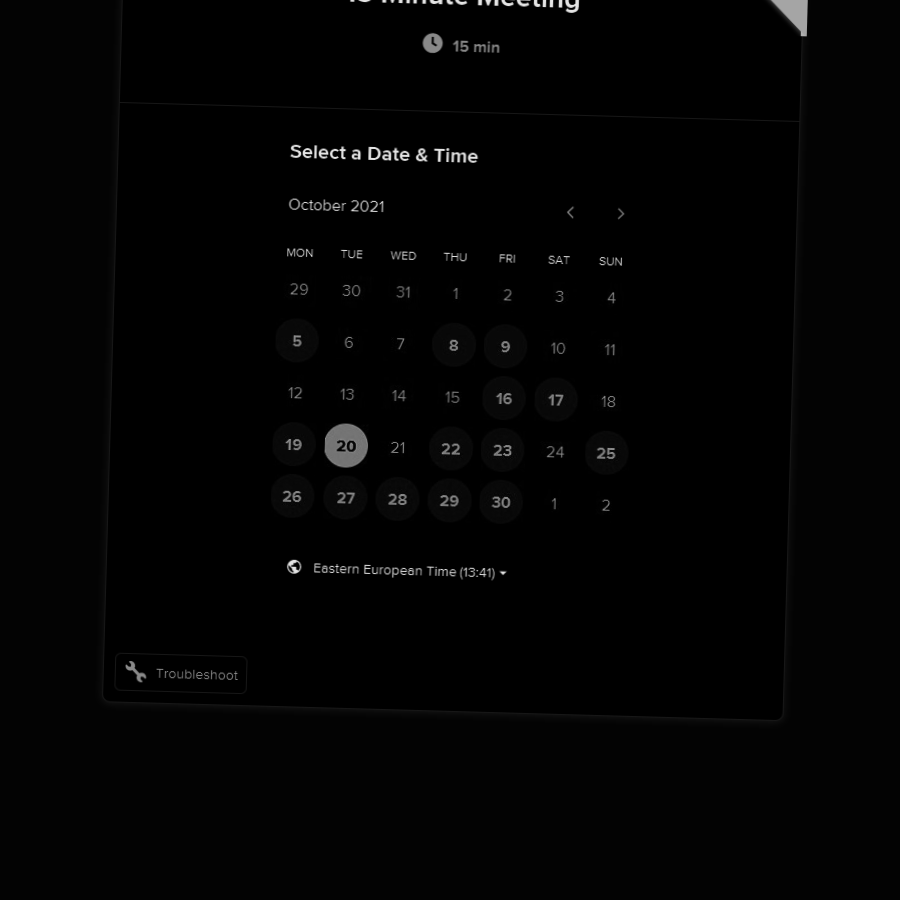 Minute Meeting
15 min
Select a Date & Time
October 2021
MON TUE WED THU FRI SAT SUN
29 30 31 1 2 3 4
5 6 7 8 9 10 11
12 13 14 15 16 17 18
19 20 21 22 23 24 25
26 27 28 29 30 1 2
Eastern European Time (13:41)
Troubleshoot